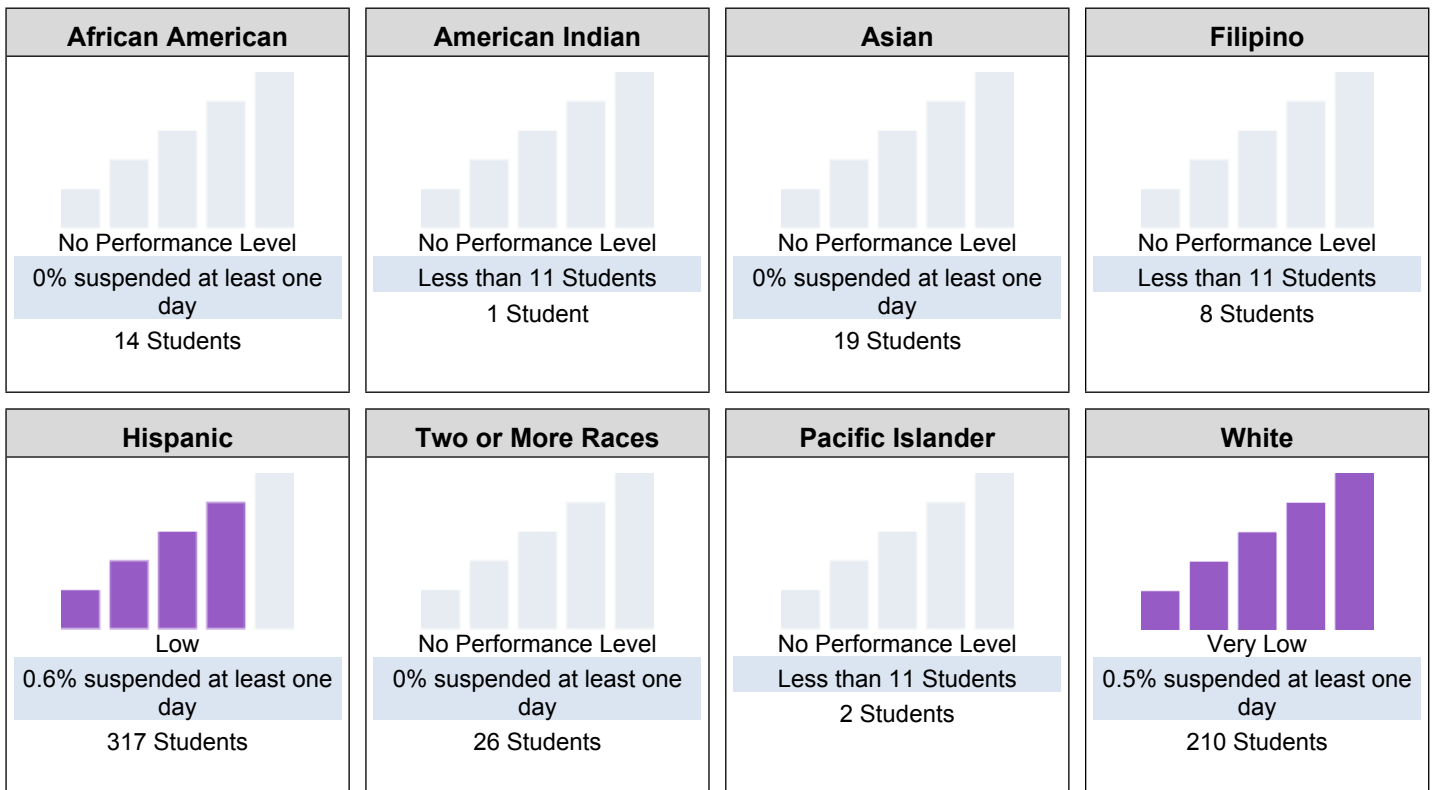 African American
No Performance Level
0% suspended at least one
day
14 Students
American Indian
No Performance Level
Less than 11 Students
1 Student
Asian
No Performance Level
0% suspended at least one
day
19 Students
Filipino
No Performance Level
Less than 11 Students
8 Students
Hispanic
Low
0.6% suspended at least one
day
317 Students
Two or More Races
No Performance Level
0% suspended at least one
day
26 Students
Pacific Islander
No Performance Level
Less than 11 Students
2 Students
White
Very Low
0.5% suspended at least one
day
210 Students